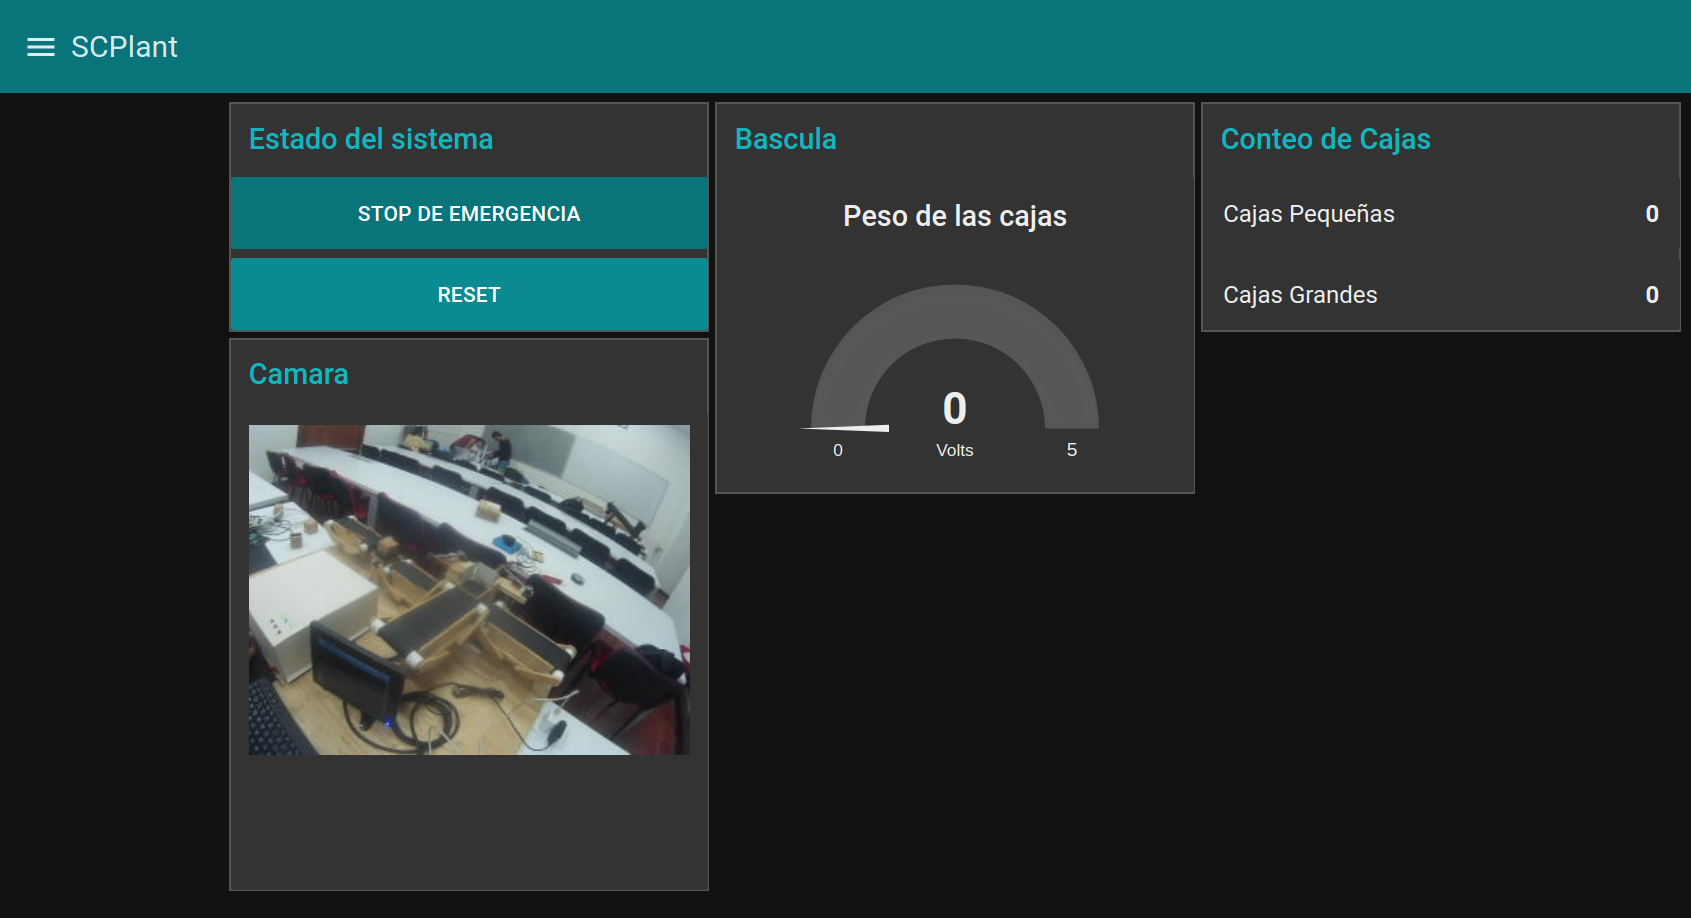 SCPlant
Estado del sistema
STOP DE EMERGENCIA
RESET
Camara
Bascula
Peso de las cajas
0
0
Volts
5
Conteo de Cajas
Cajas Pequeñas 0
Cajas Grandes 0